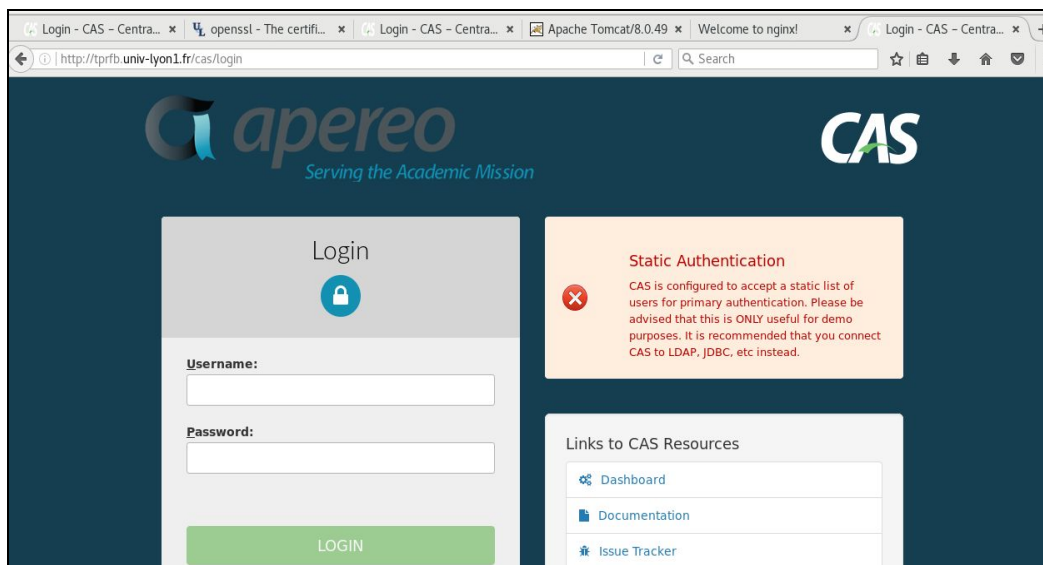 Login - CAS – Centra... × openssl - The certifi... × Login - CAS – Centra... × Apache Tomcat/8.0.49 × Welcome to nginx! × Login - CAS – Centra... ×
http://tprfb.univ-lyon1.fr/cas/login Search
apereo
Serving the Academic Mission
CAS
Login
Username:
Password:
LOGIN
Static Authentication
CAS is configured to accept a static list of
users for primary authentication. Please be
advised that this is ONLY useful for demo
purposes. It is recommended that you connect
CAS to LDAP, JDBC, etc instead.
Links to CAS Resources
Dashboard
Documentation
Issue Tracker